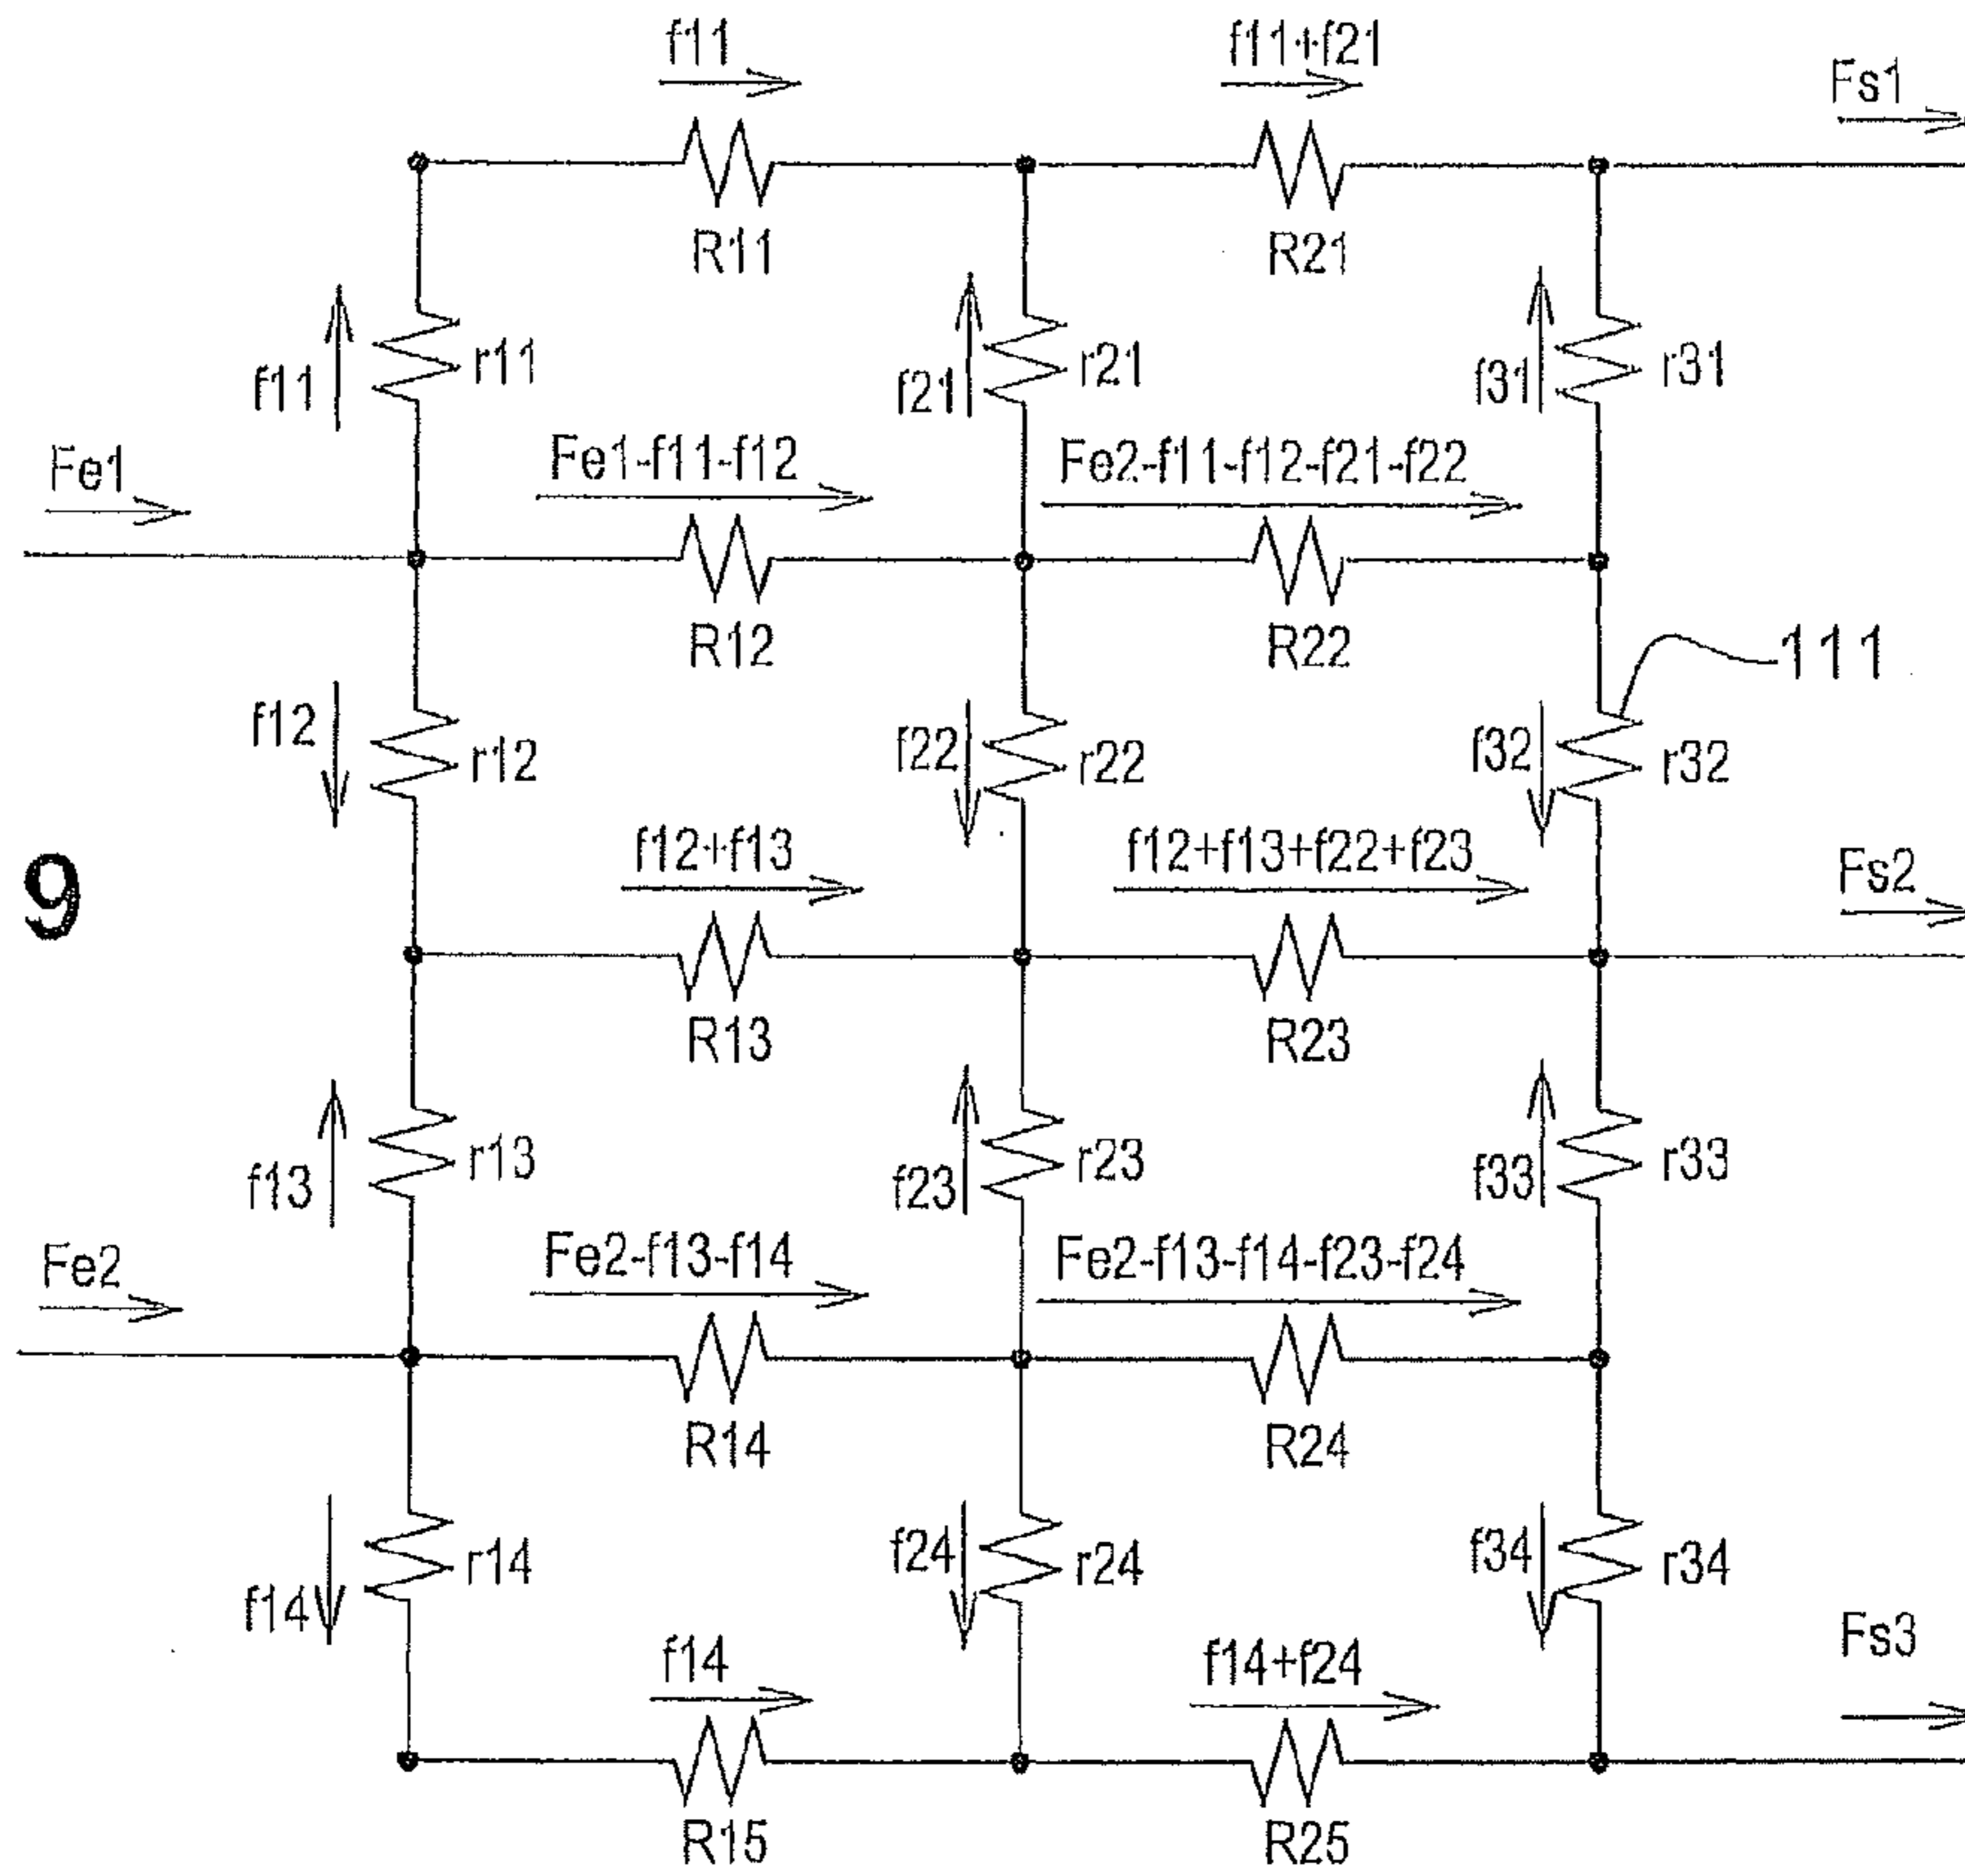 f11
f11+f21
Fs1
R11
R21
f11
r11
f21
r21
f31
r31
Fe1
Fe1-f11-f12
Fe2-f11-f12-f21-f22
R12
R22
111
f12
r12
f22
r22
f32
r32
9
f12+f13
f12+f13+f22+f23
Fs2
R13
R23
f13
r13
f23
r23
f33
r33
Fe2
Fe2-f13-f14
Fe2-f13-f14-f23-f24
R14
R24
f14
r14
f24
r24
f34
r34
f14
f14+f24
Fs3
R15
R25